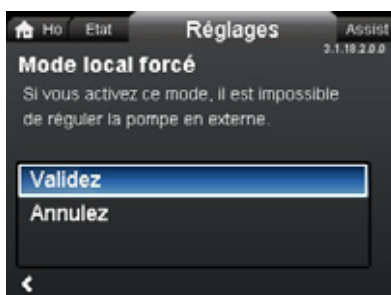 Ho Etat Réglages Assist
3.1.18.2.0.0
Mode local forcé
Si vous activez ce mode, il est impossible
de réguler la pompe en externe.
Validez
Annulez